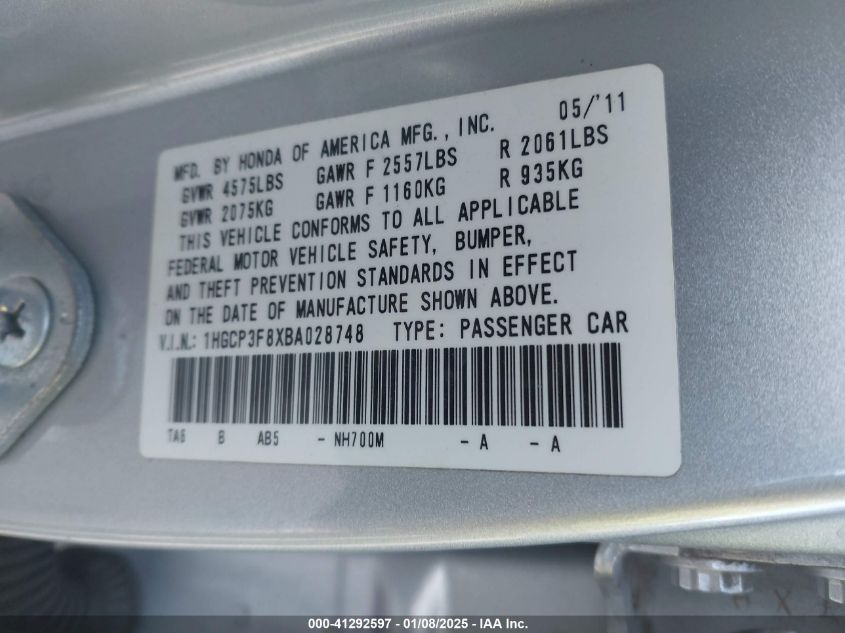 MFD. BY HONDA OF AMERICA MFG., INC. 05/'11
GVWR 4575LBS GAWR F 2557LBS R 2061LBS
GVWR 2075KG GAWR F 1160KG R 935KG
THIS VEHICLE CONFORMS TO ALL APPLICABLE
FEDERAL MOTOR VEHICLE SAFETY, BUMPER,
AND THEFT PREVENTION STANDARDS IN EFFECT
ON THE DATE OF MANUFACTURE SHOWN ABOVE.
V.I.N.: 1HGCP3F8XBA028748 TYPE: PASSENGER CAR
TA6 B AB5 - NH700M - A - A
000-41292597 - 01/08/2025 - IAA Inc.